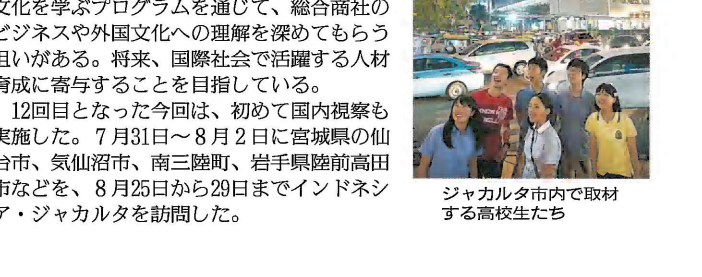 文化を学ぶプログラムを通じて、総合商社の
ビジネスや外国文化への理解を深めてもらう
狙いがある。将来、国際社会で活躍する人材
育成に寄与することを目指している。
12回目となった今回は、初めて国内視察も
実施した。7月31日～8月2日に宮城県の仙
台市、気仙沼市、南三陸町、岩手県陸前高田
市などを、8月25日から29日までインドネシ
ア・ジャカルタを訪問した。
ジャカルタ市内で取材
する高校生たち